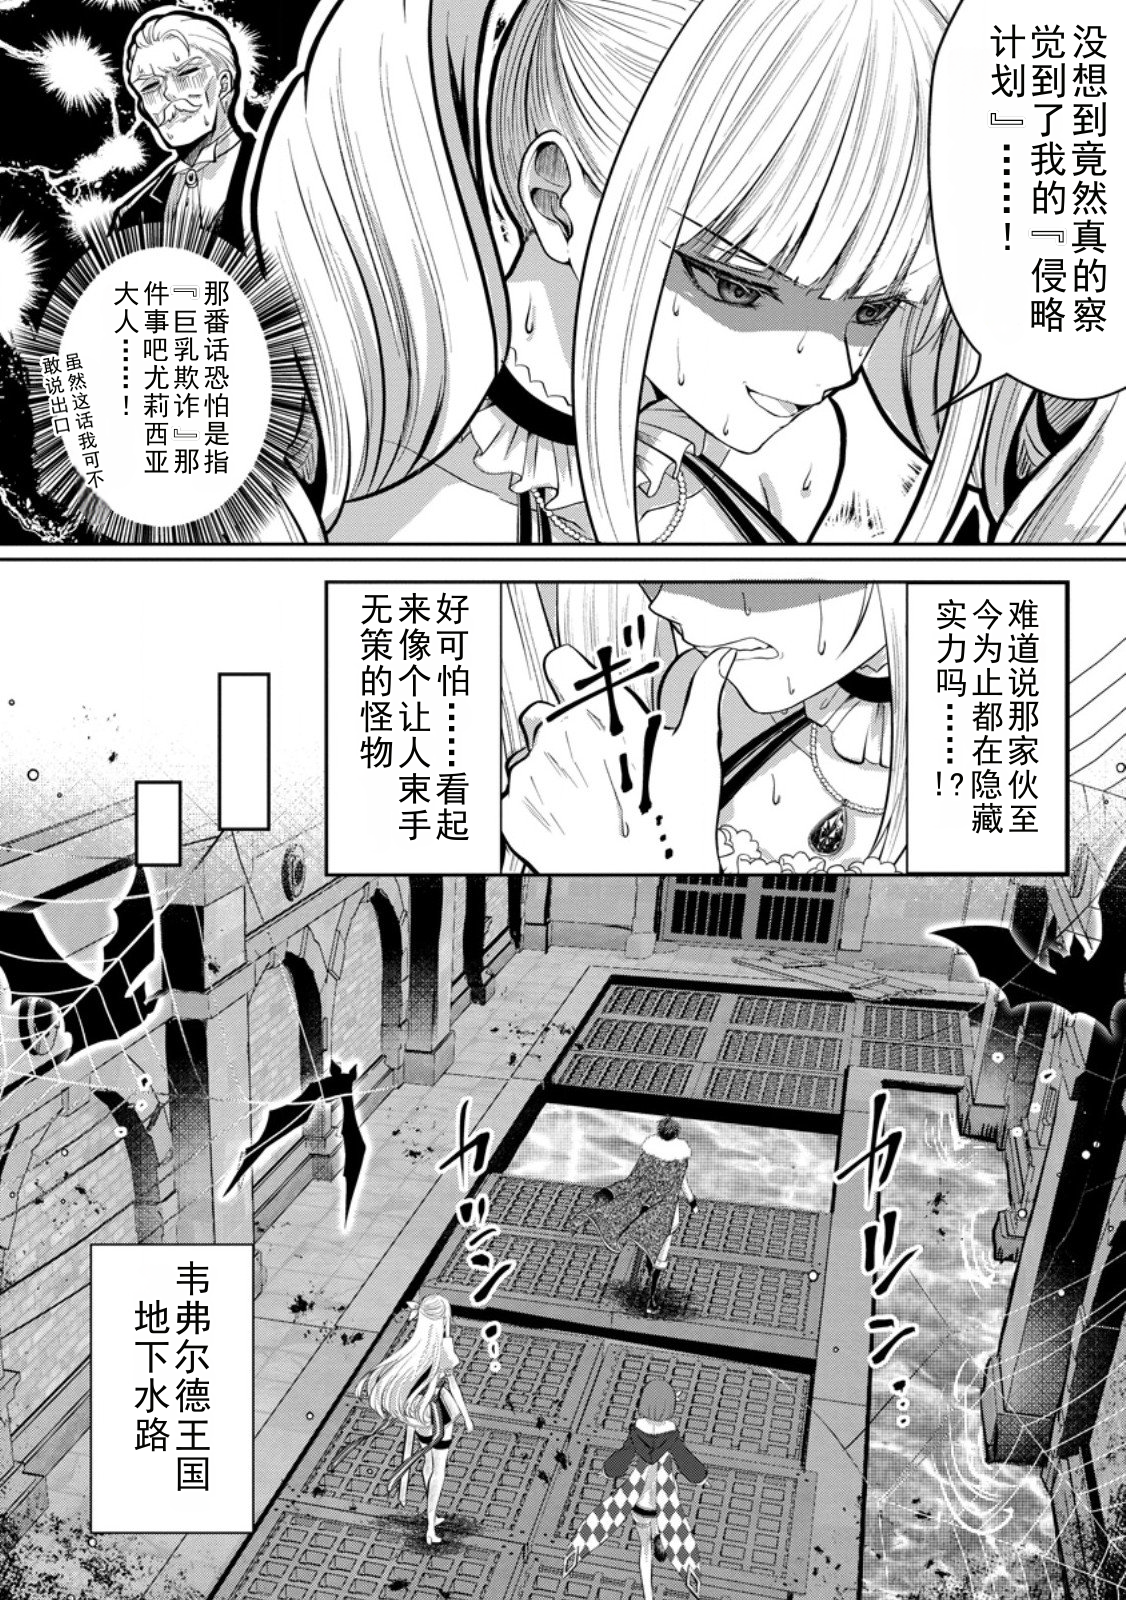 没想到竟然真的察
觉到了我的『侵略
计划』……！
那番话恐怕是指
『巨乳欺诈』那
件事吧尤莉西亚
大人……！
虽然这话我可不
敢说出口
难道说那家伙至
今为止都在隐藏
实力吗……!?
ギリ…
好可怕……看起
来像个让人束手
无策的怪物
ペタ…
ペタ…
韦弗尔德王国
地下水路